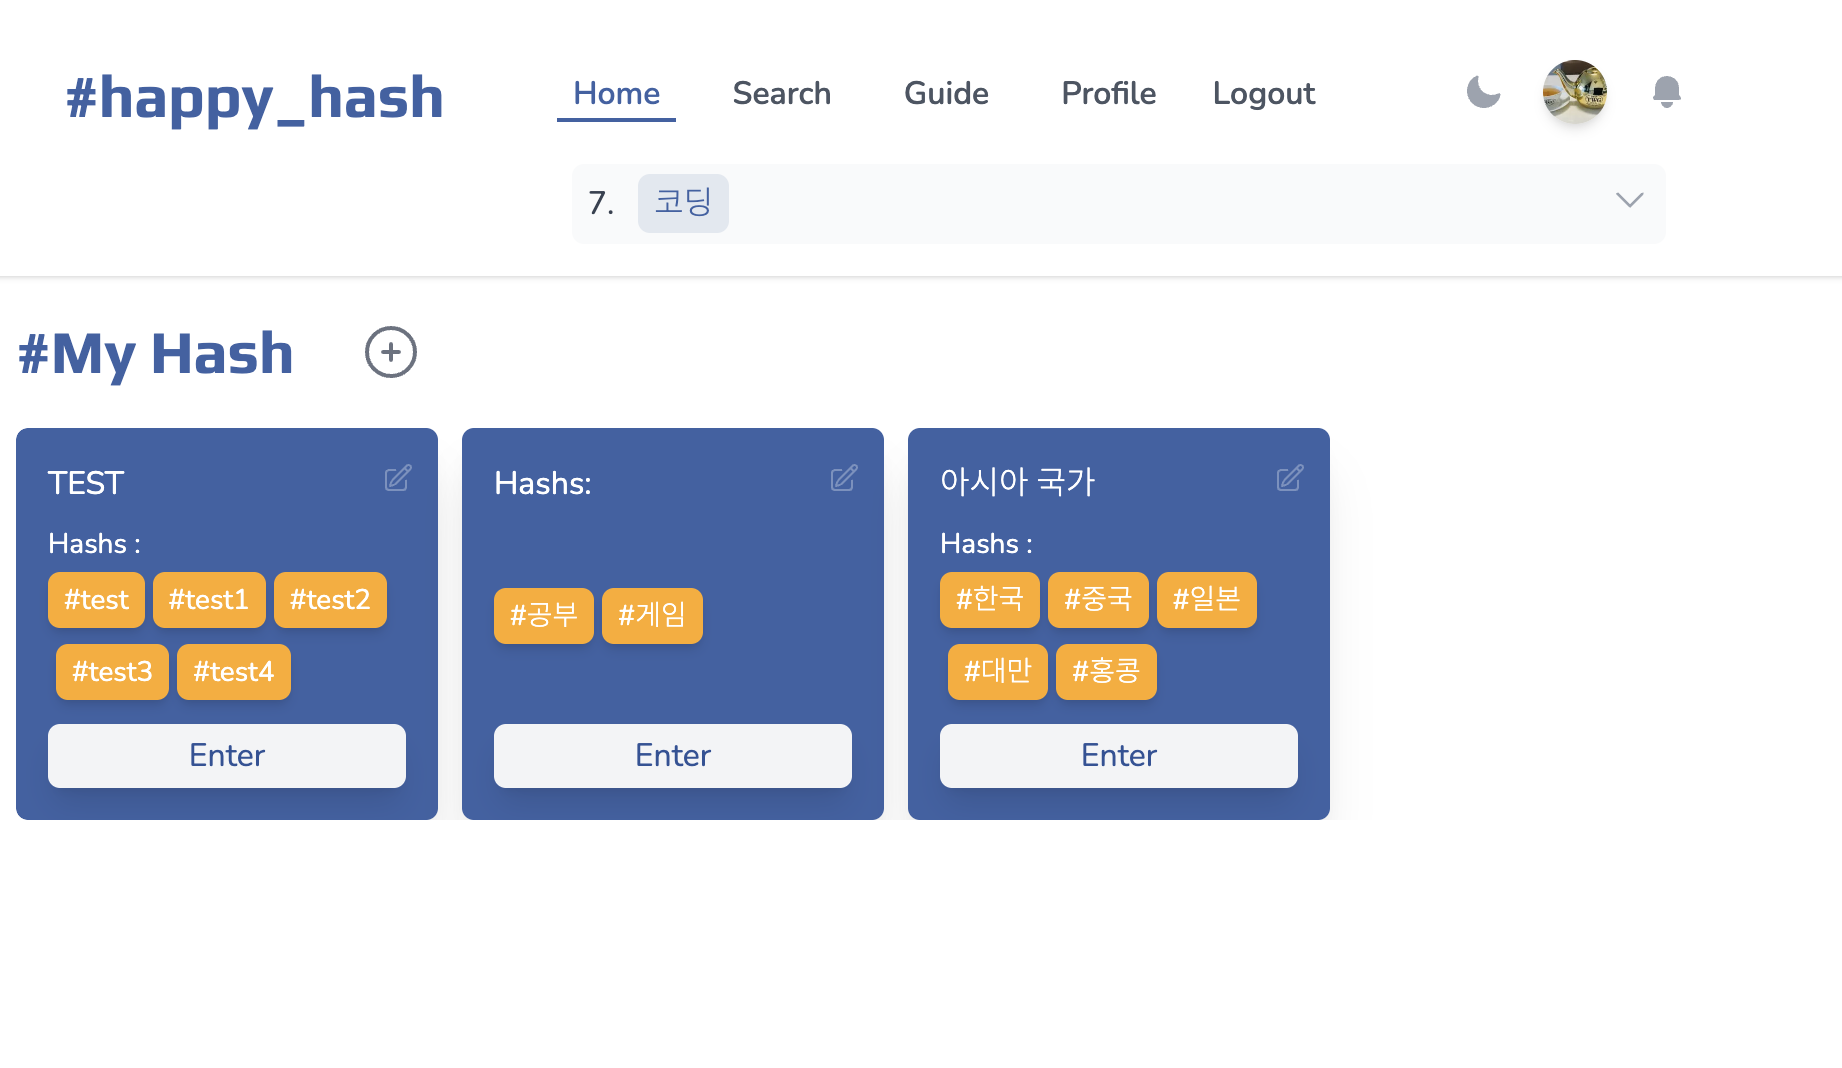 #happy_hash
Home Search Guide Profile Logout
7. 코딩
#My Hash
TEST
Hashs :
#test #test1 #test2
#test3 #test4
Enter
Hashs:
#공부 #게임
Enter
아시아 국가
Hashs :
#한국 #중국 #일본
#대만 #홍콩
Enter